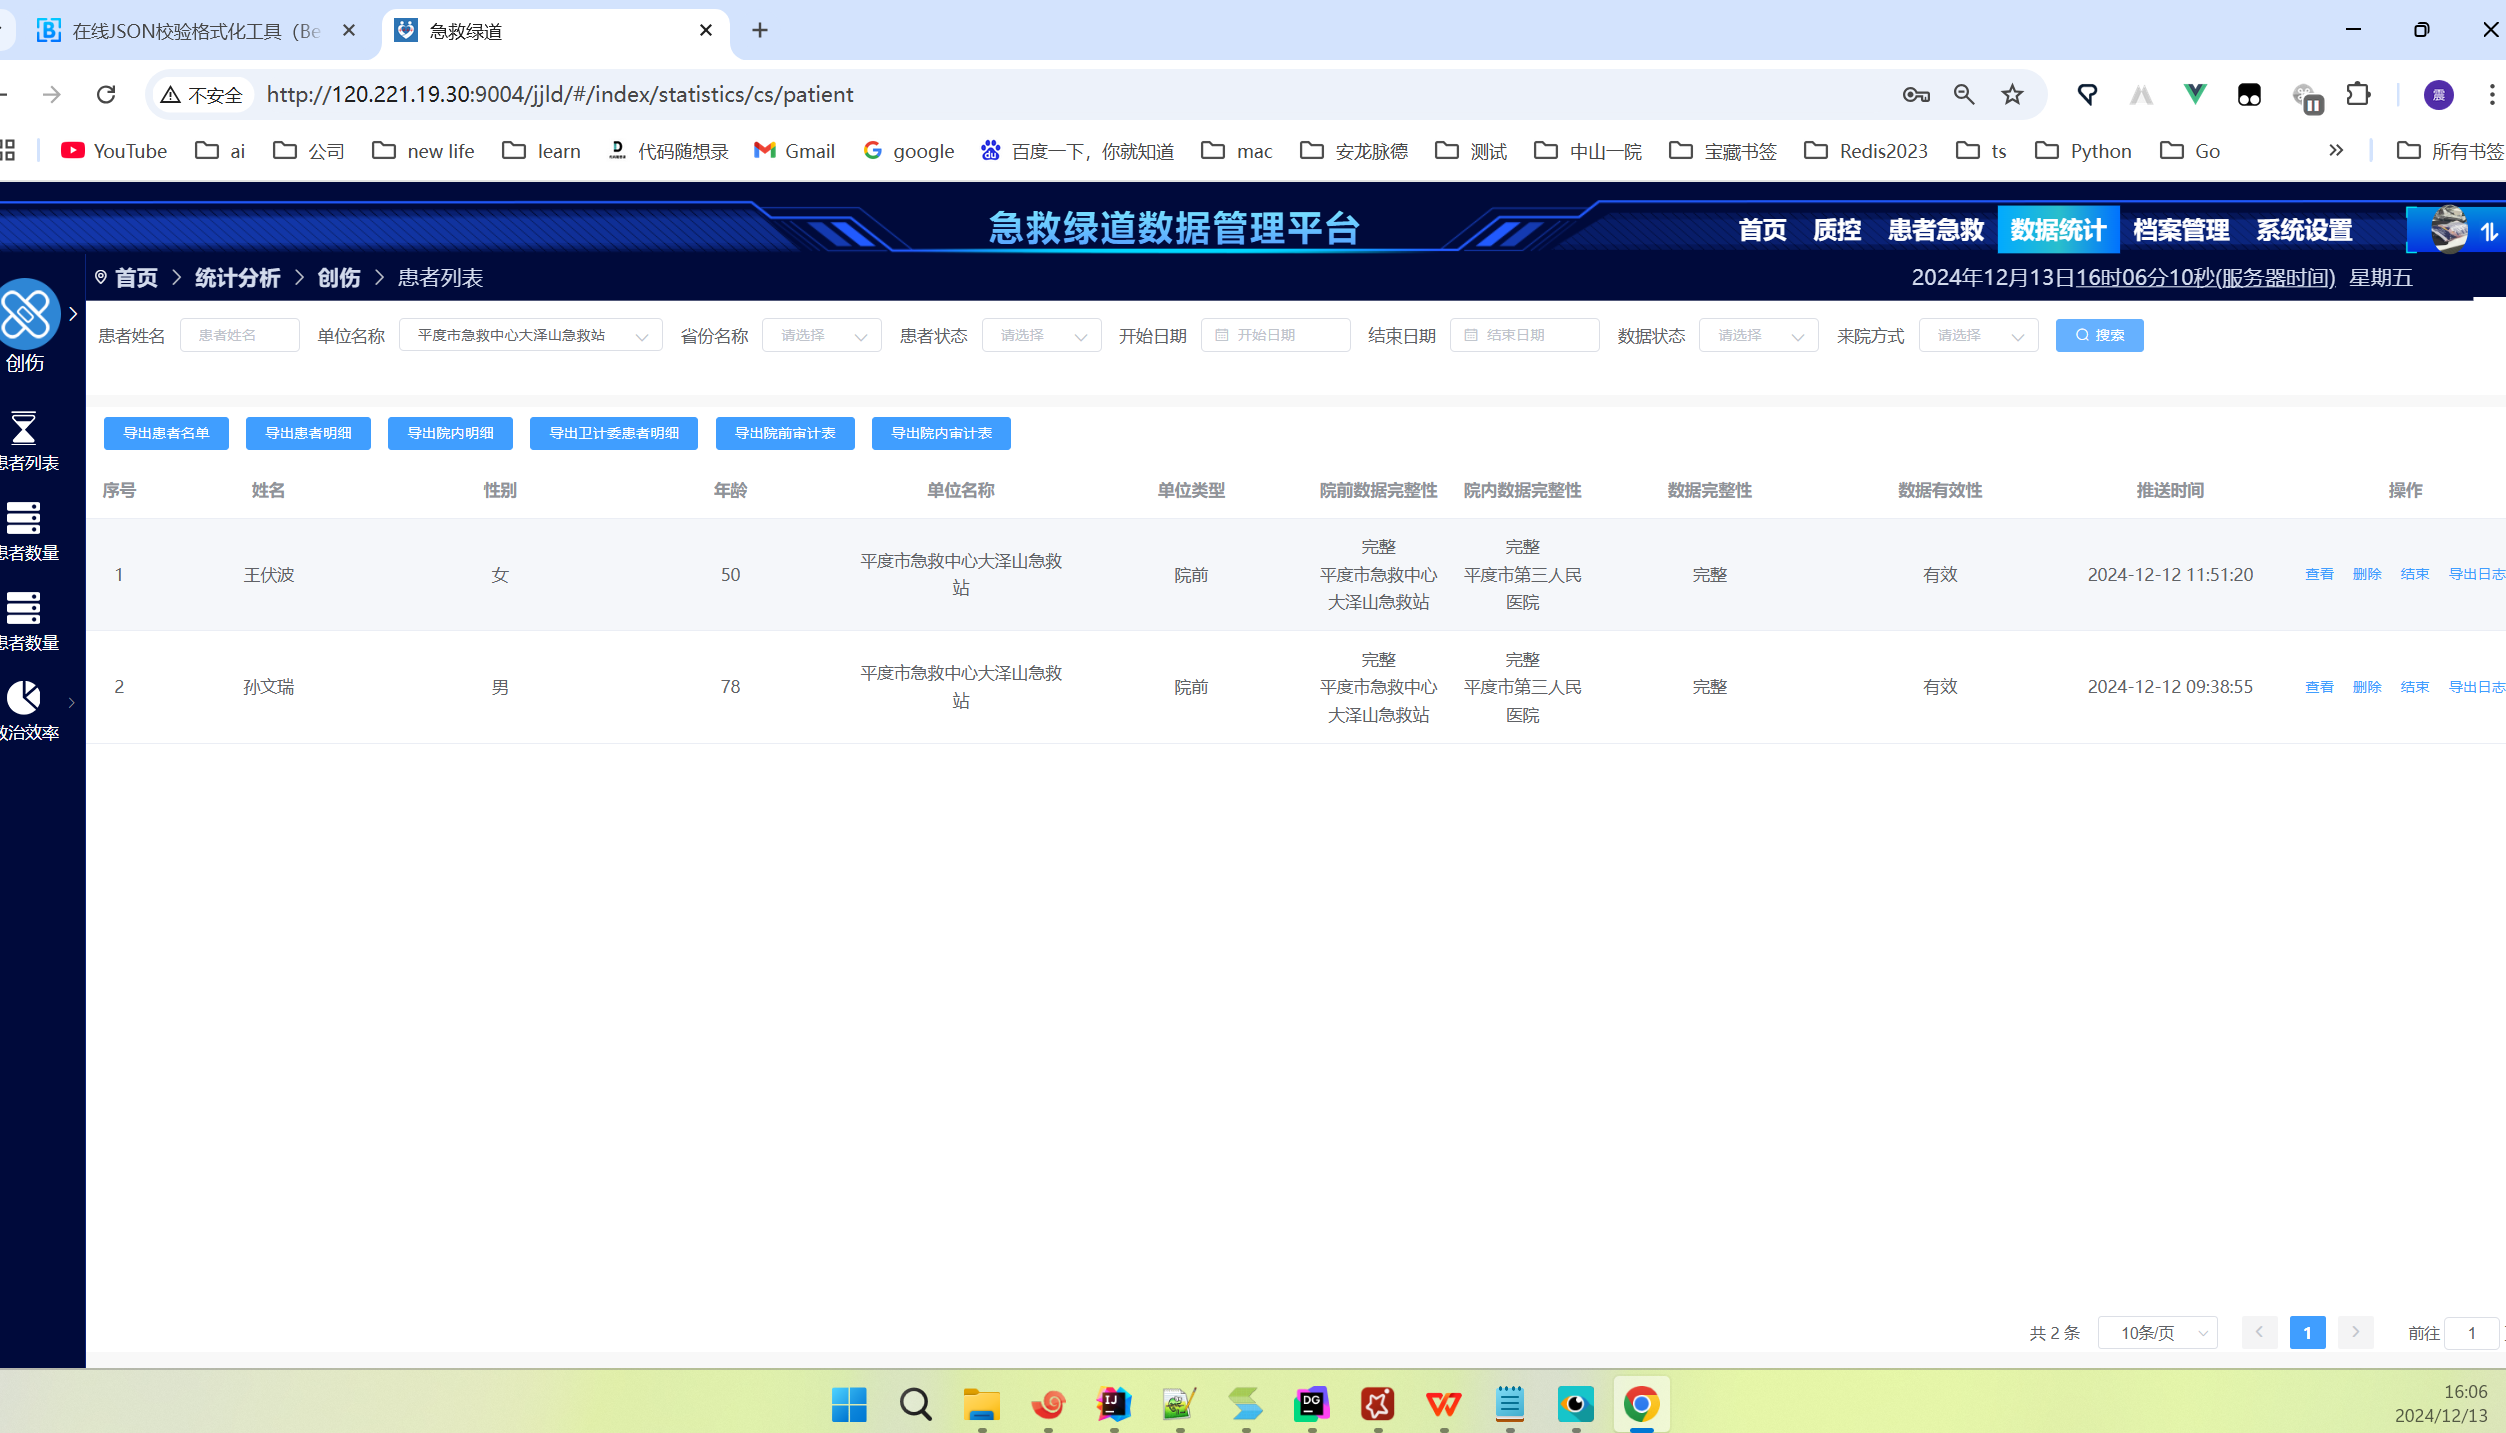 在线JSON校验格式化工具（Be
急救绿道
不安全
http://120.221.19.30:9004/jjld/#/index/statistics/cs/patient
震
YouTube
ai
公司
new life
learn
代码随想录
Gmail
google
百度一下，你就知道
mac
安龙脉德
测试
中山一院
宝藏书签
Redis2023
ts
Python
Go
所有书签
急救绿道数据管理平台
首页 质控 患者急救 数据统计 档案管理 系统设置
首页 > 统计分析 > 创伤 > 患者列表
2024年12月13日16时06分10秒(服务器时间) 星期五
创伤
患者列表
患者数量
患者数量
救治效率
患者姓名 患者姓名 单位名称 平度市急救中心大泽山急救站 省份名称 请选择 患者状态 请选择 开始日期 开始日期 结束日期 结束日期 数据状态 请选择 来院方式 请选择 搜索
导出患者名单 导出患者明细 导出院内明细 导出卫计委患者明细 导出院前审计表 导出院内审计表
序号 姓名 性别 年龄 单位名称 单位类型 院前数据完整性 院内数据完整性 数据完整性 数据有效性 推送时间 操作
1 王伏波 女 50
平度市急救中心大泽山急救
站
院前
完整
平度市急救中心
大泽山急救站
完整
平度市第三人民
医院
完整 有效 2024-12-12 11:51:20 查看 删除 结束 导出日志
2 孙文瑞 男 78
平度市急救中心大泽山急救
站
院前
完整
平度市急救中心
大泽山急救站
完整
平度市第三人民
医院
完整 有效 2024-12-12 09:38:55 查看 删除 结束 导出日志
共 2 条 10条/页 1 前往 1
16:06
2024/12/13